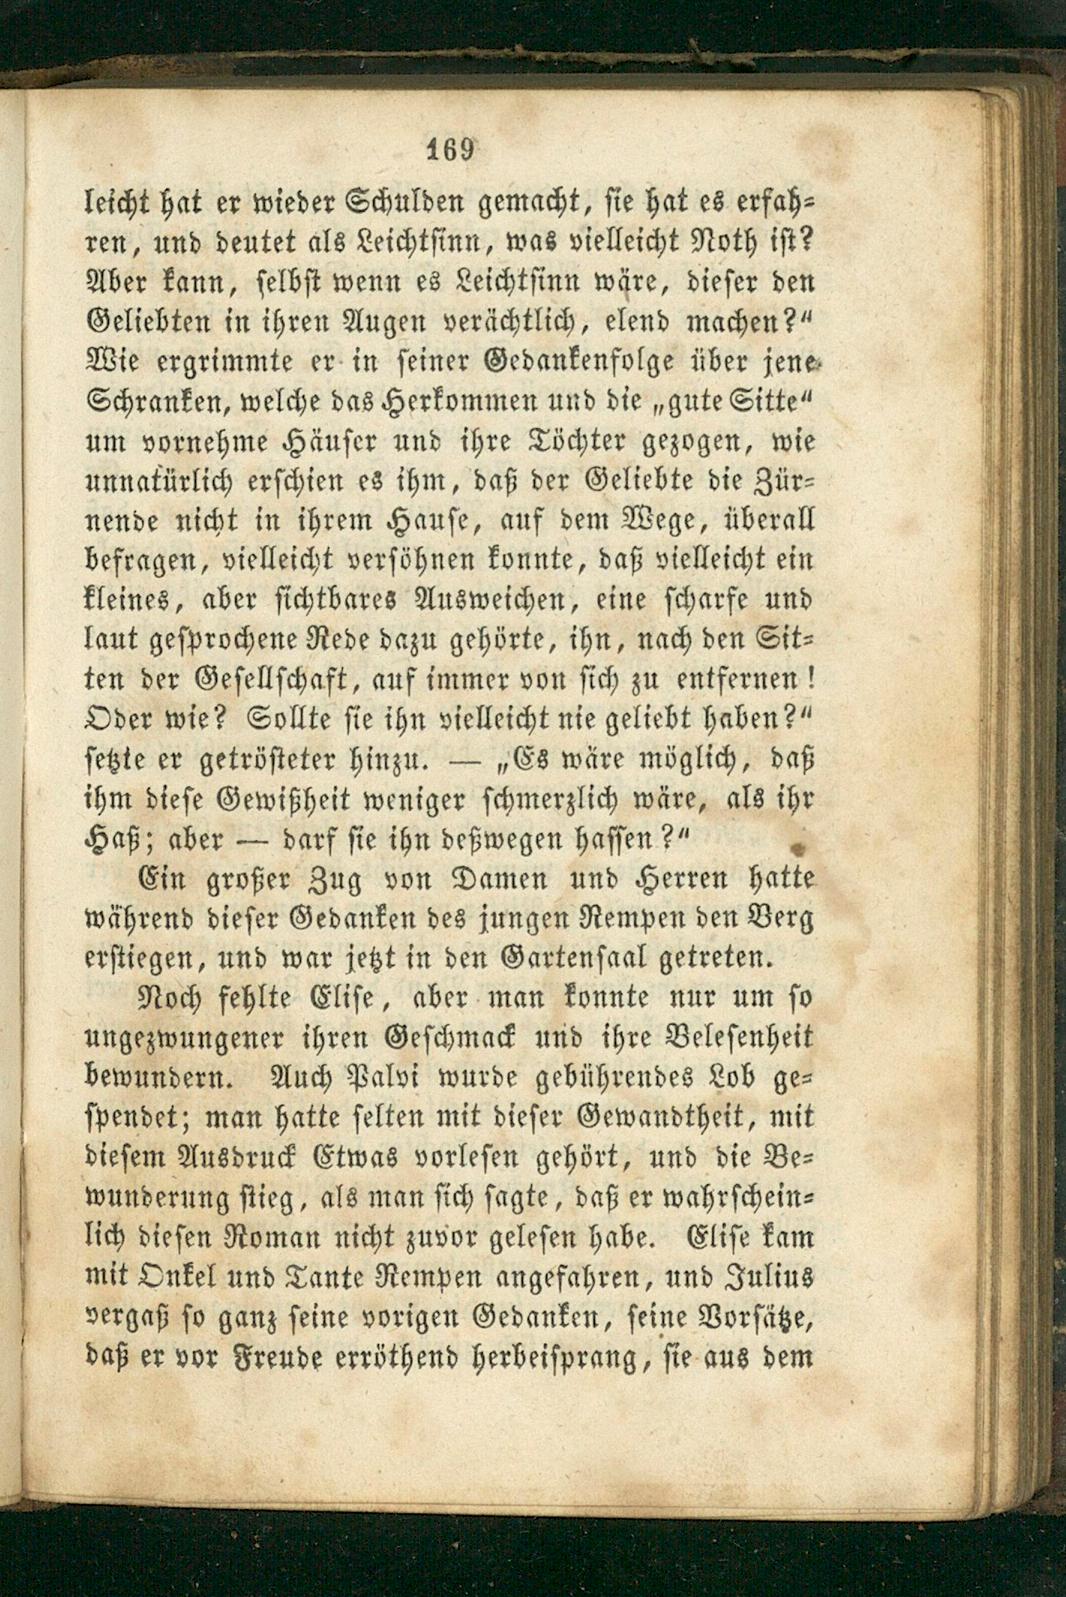 169
leicht hat er wieder Schulden gemacht, sie hat es erfah-
ren, und deutet als Leichtsinn, was vielleicht Noth ist?
Aber kann, selbst wenn es Leichtsinn wäre, dieser den
Geliebten in ihren Augen verächtlich, elend machen?“
Wie ergrimmte er in seiner Gedankenfolge über jene
Schranken, welche das Herkommen und die „gute Sitte“
um vornehme Häuser und ihre Töchter gezogen, wie
unnatürlich erschien es ihm, daß der Geliebte die Zür-
nende nicht in ihrem Hause, auf dem Wege, überall
befragen, vielleicht versöhnen konnte, daß vielleicht ein
kleines, aber sichtbares Ausweichen, eine scharfe und
laut gesprochene Rede dazu gehörte, ihn, nach den Sit-
ten der Gesellschaft, auf immer von sich zu entfernen!
Oder wie? Sollte sie ihn vielleicht nie geliebt haben?“
setzte er getrösteter hinzu. — „Es wäre möglich, daß
ihm diese Gewißheit weniger schmerzlich wäre, als ihr
Haß; aber — darf sie ihn deßwegen hassen?“
Ein großer Zug von Damen und Herren hatte
während dieser Gedanken des jungen Rempen den Berg
erstiegen, und war jetzt in den Gartensaal getreten.
Noch fehlte Elise, aber man konnte nur um so
ungezwungener ihren Geschmack und ihre Belesenheit
bewundern. Auch Palvi wurde gebührendes Lob ge-
spendet; man hatte selten mit dieser Gewandtheit, mit
diesem Ausdruck Etwas vorlesen gehört, und die Be-
wunderung stieg, als man sich sagte, daß er wahrschein-
lich diesen Roman nicht zuvor gelesen habe. Elise kam
mit Onkel und Tante Rempen angefahren, und Julius
vergaß so ganz seine vorigen Gedanken, seine Vorsätze,
daß er vor Freude erröthend herbeisprang, sie aus dem